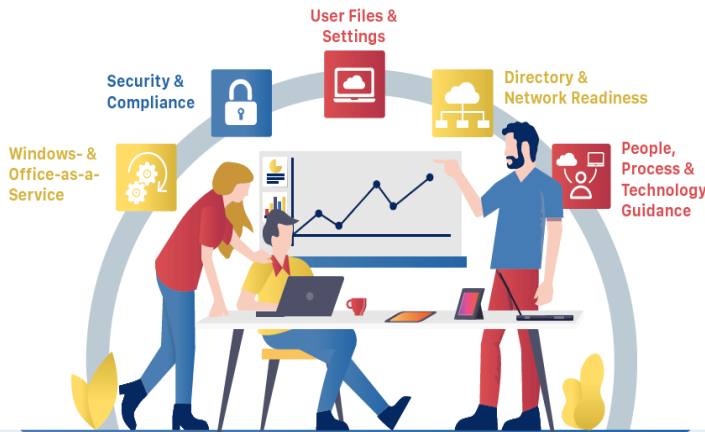 User Files &
Settings
Security &
Compliance
Directory &
Network Readiness
Windows- &
Office-as-a-
Service
People,
Process &
Technology
Guidance